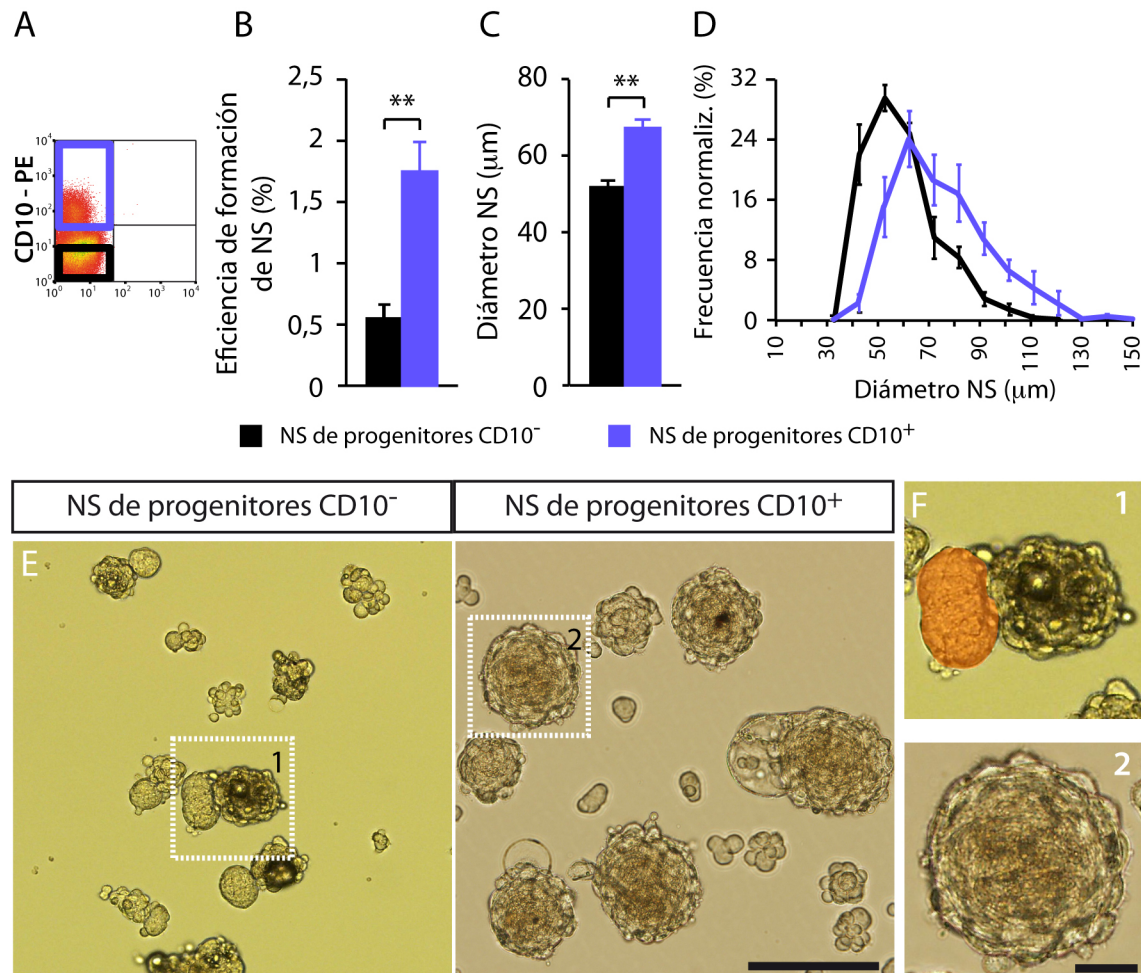 A
CD10 - PE
10⁴
10³
10²
10¹
10⁰
10⁰ 10¹ 10² 10³ 10⁴
B
Eficiencia de formación
de NS (%)
2,5
2
1,5
1
0,5
0
**
C
Diámetro NS (μm)
80
60
40
20
0
**
D
Frecuencia normaliz. (%)
32
24
16
8
0
10 30 50 70 90 110 130 150
Diámetro NS (μm)
NS de progenitores CD10⁻
NS de progenitores CD10⁺
NS de progenitores CD10⁻
NS de progenitores CD10⁺
E
1
2
F
1
2